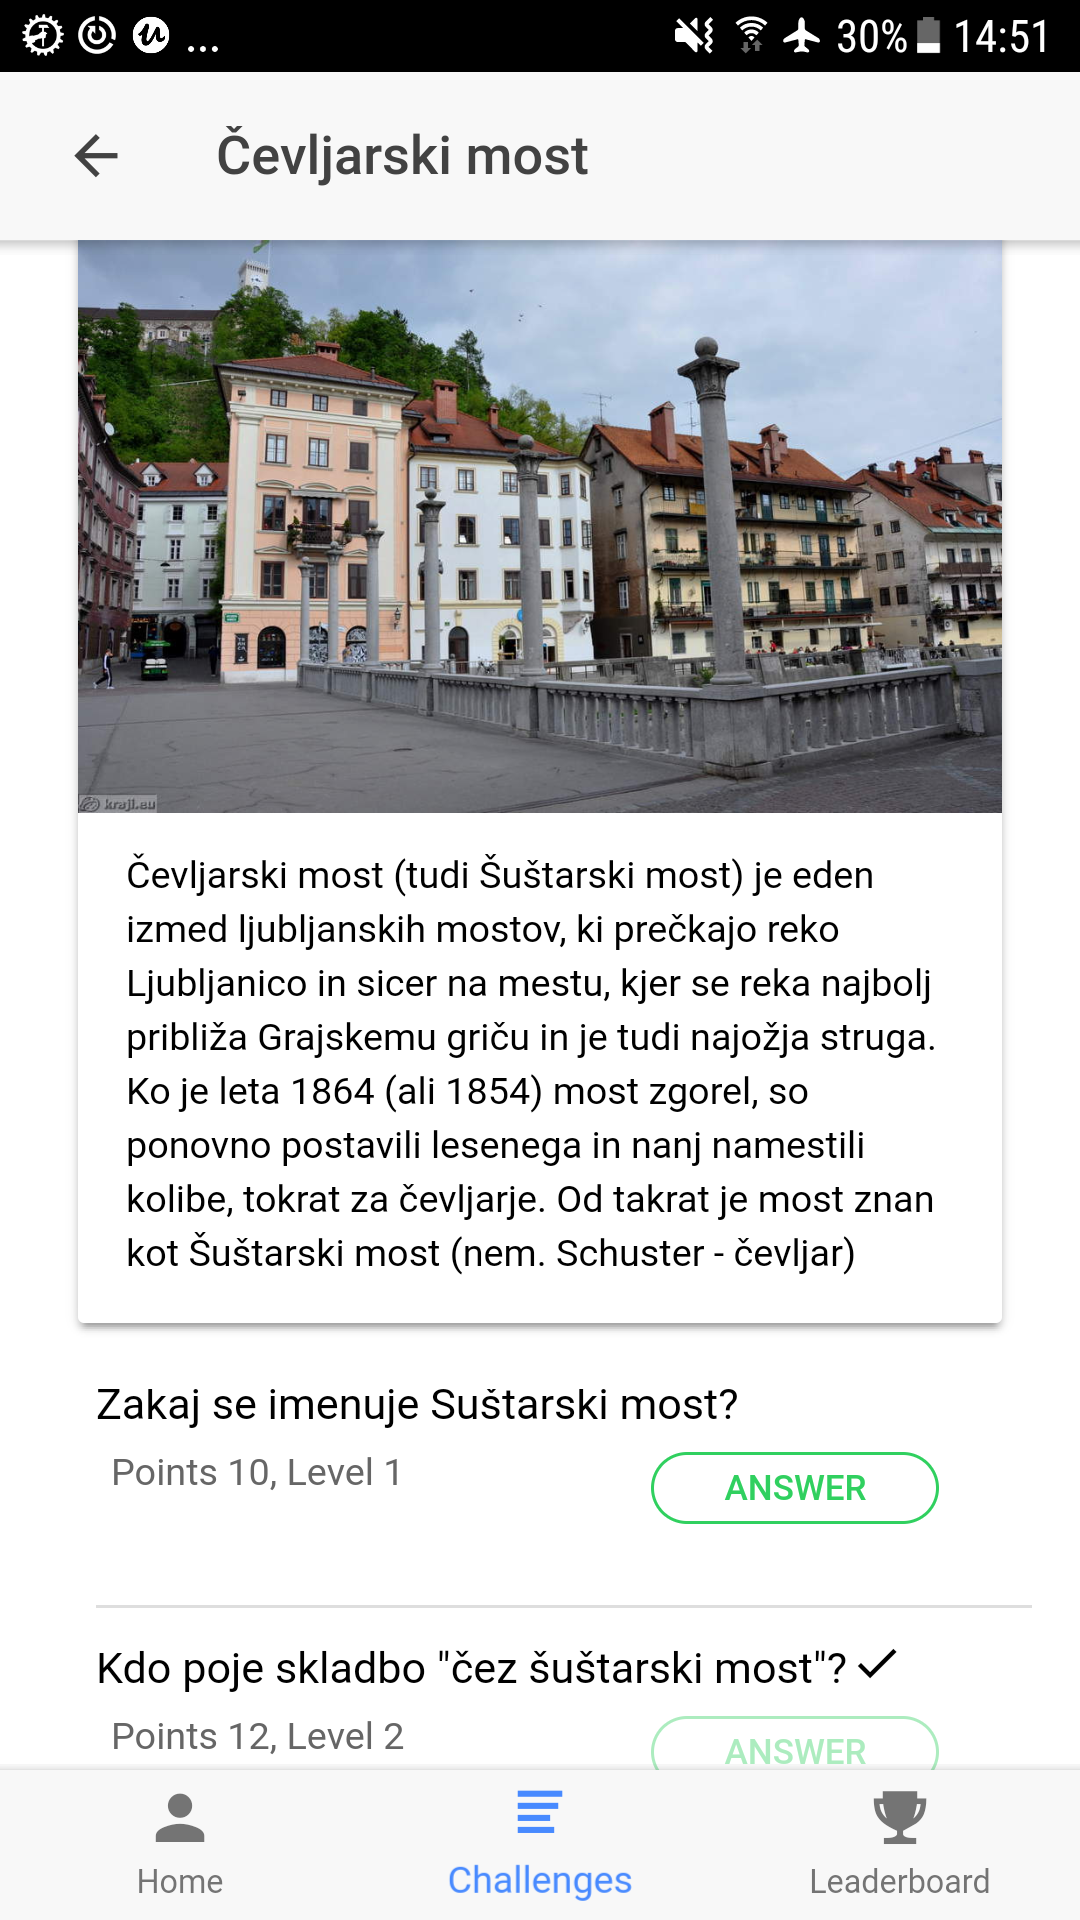 ... 30% 14:51
Čevljarski most
kraji.eu
Čevljarski most (tudi Šuštarski most) je eden
izmed ljubljanskih mostov, ki prečkajo reko
Ljubljanico in sicer na mestu, kjer se reka najbolj
približa Grajskemu griču in je tudi najožja struga.
Ko je leta 1864 (ali 1854) most zgorel, so
ponovno postavili lesenega in nanj namestili
kolibe, tokrat za čevljarje. Od takrat je most znan
kot Šuštarski most (nem. Schuster - čevljar)
Zakaj se imenuje Suštarski most?
Points 10, Level 1
ANSWER
Kdo poje skladbo "čez šuštarski most"?
Points 12, Level 2
ANSWER
Home
Challenges
Leaderboard